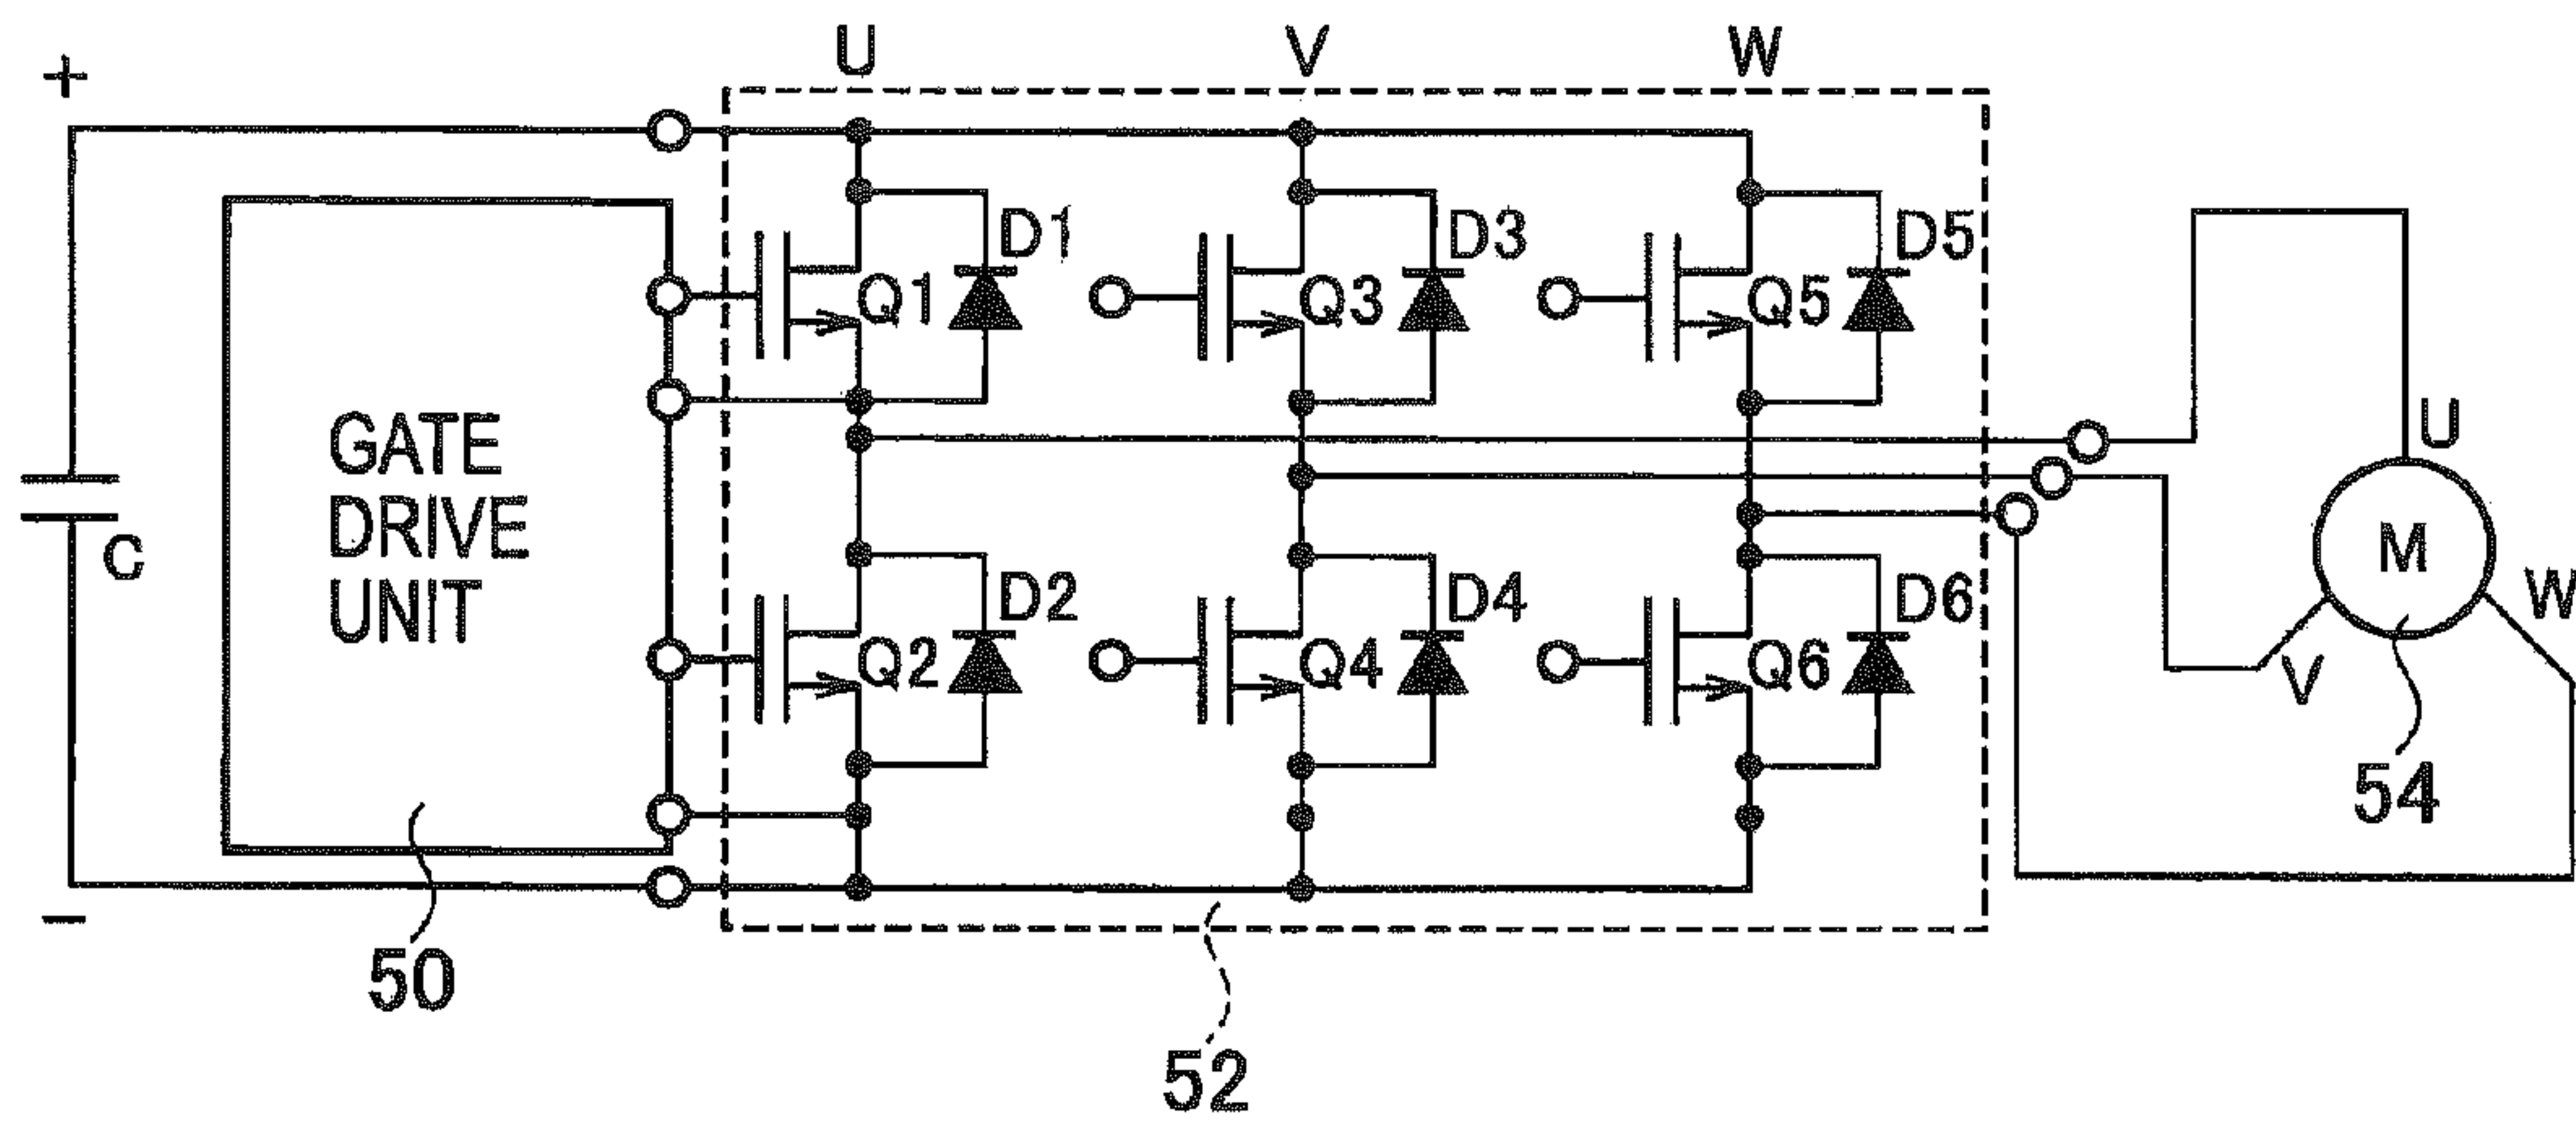 U V W
+
D1 D3 D5
Q1 Q3 Q5
GATE
DRIVE
UNIT
C
U
M
W
V
D2 D4 D6
Q2 Q4 Q6
54
−
50
52